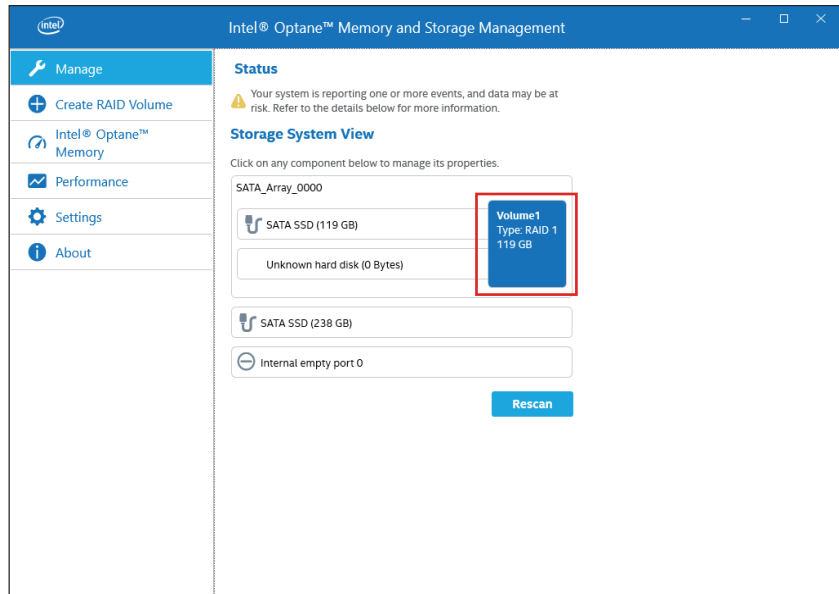 intel
Intel® Optane™ Memory and Storage Management
Manage
Create RAID Volume
Intel® Optane™
Memory
Performance
Settings
About
Status
Your system is reporting one or more events, and data may be at
risk. Refer to the details below for more information.
Storage System View
Click on any component below to manage its properties.
SATA_Array_0000
SATA SSD (119 GB)
Unknown hard disk (0 Bytes)
Volume1
Type: RAID 1
119 GB
SATA SSD (238 GB)
Internal empty port 0
Rescan